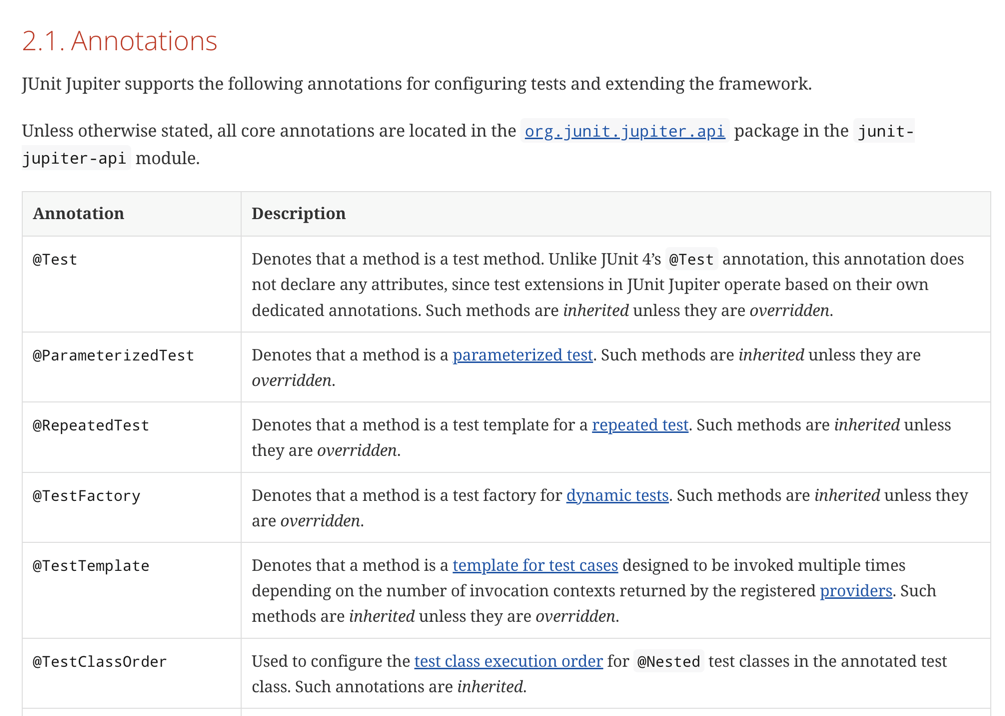 2.1. Annotations
JUnit Jupiter supports the following annotations for configuring tests and extending the framework.
Unless otherwise stated, all core annotations are located in the org.junit.jupiter.api package in the junit-
jupiter-api module.
Annotation Description
@Test Denotes that a method is a test method. Unlike JUnit 4’s @Test annotation, this annotation does
not declare any attributes, since test extensions in JUnit Jupiter operate based on their own
dedicated annotations. Such methods are inherited unless they are overridden.
@ParameterizedTest Denotes that a method is a parameterized test. Such methods are inherited unless they are
overridden.
@RepeatedTest Denotes that a method is a test template for a repeated test. Such methods are inherited unless
they are overridden.
@TestFactory Denotes that a method is a test factory for dynamic tests. Such methods are inherited unless they
are overridden.
@TestTemplate Denotes that a method is a template for test cases designed to be invoked multiple times
depending on the number of invocation contexts returned by the registered providers. Such
methods are inherited unless they are overridden.
@TestClassOrder Used to configure the test class execution order for @Nested test classes in the annotated test
class. Such annotations are inherited.